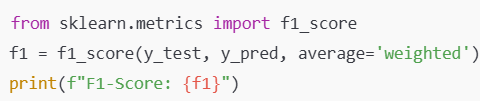 from sklearn.metrics import f1_score
f1 = f1_score(y_test, y_pred, average='weighted')
print(f"F1-Score: {f1}")